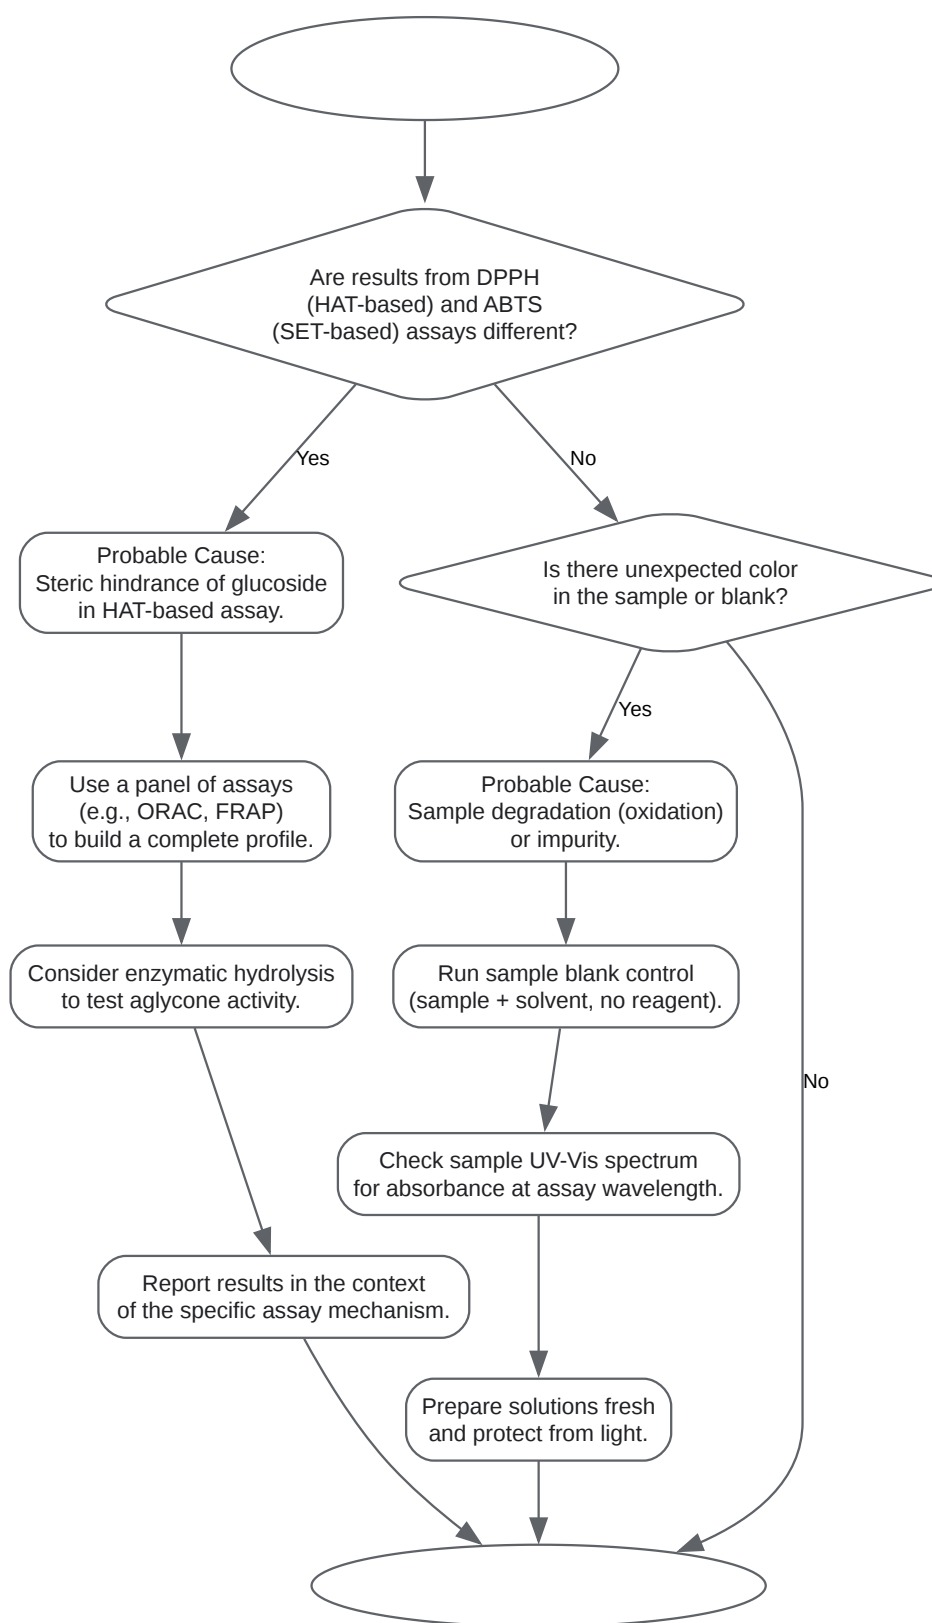 Are results from DPPH
(HAT-based) and ABTS
(SET-based) assays different?
Yes
No
Probable Cause:
Steric hindrance of glucoside
in HAT-based assay.
Is there unexpected color
in the sample or blank?
Yes
Use a panel of assays
(e.g., ORAC, FRAP)
to build a complete profile.
Probable Cause:
Sample degradation (oxidation)
or impurity.
Consider enzymatic hydrolysis
to test aglycone activity.
Run sample blank control
(sample + solvent, no reagent).
No
Check sample UV-Vis spectrum
for absorbance at assay wavelength.
Report results in the context
of the specific assay mechanism.
Prepare solutions fresh
and protect from light.